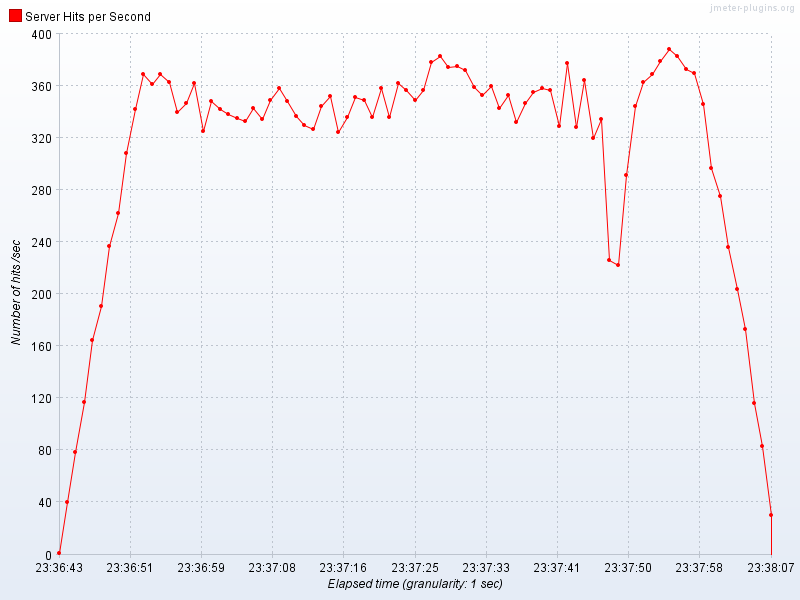 jmeter-plugins.org
Server Hits per Second
400
360
320
280
240
200
160
120
80
40
0
Number of hits /sec
23:36:43 23:36:51 23:36:59 23:37:08 23:37:16 23:37:25 23:37:33 23:37:41 23:37:50 23:37:58 23:38:07
Elapsed time (granularity: 1 sec)